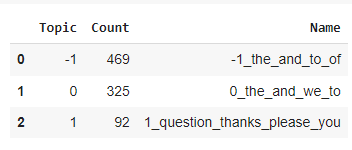 Topic Count Name
0 -1 469 -1_the_and_to_of
1 0 325 0_the_and_we_to
2 1 92 1_question_thanks_please_you